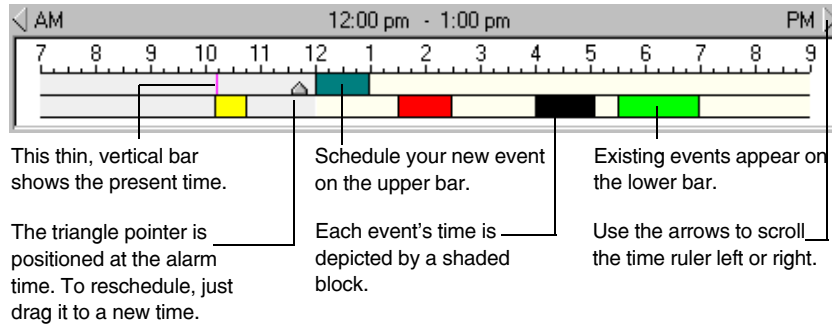 AM 12:00 pm - 1:00 pm PM
7 8 9 10 11 12 1 2 3 4 5 6 7 8 9
This thin, vertical bar
shows the present time.
The triangle pointer is
positioned at the alarm
time. To reschedule, just
drag it to a new time.
Schedule your new event
on the upper bar.
Each event’s time is
depicted by a shaded
block.
Existing events appear on
the lower bar.
Use the arrows to scroll
the time ruler left or right.